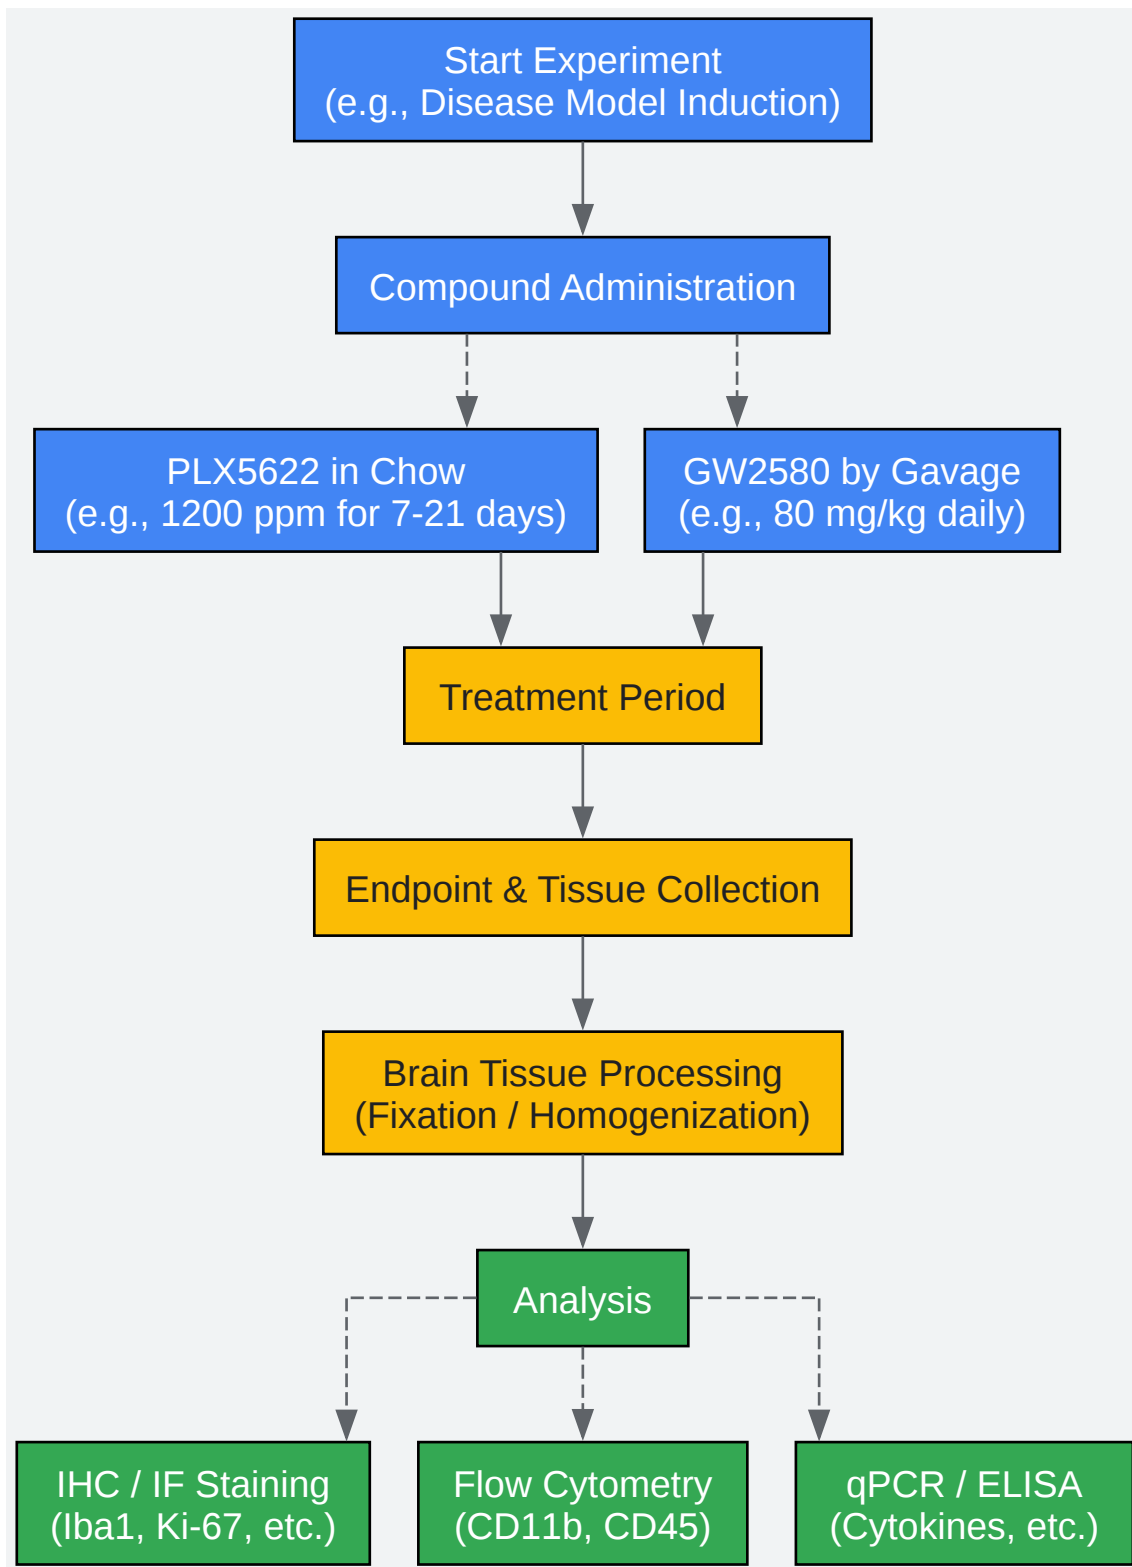 Start Experiment
(e.g., Disease Model Induction)
Compound Administration
PLX5622 in Chow
(e.g., 1200 ppm for 7-21 days)
GW2580 by Gavage
(e.g., 80 mg/kg daily)
Treatment Period
Endpoint & Tissue Collection
Brain Tissue Processing
(Fixation / Homogenization)
Analysis
IHC / IF Staining
(Iba1, Ki-67, etc.)
Flow Cytometry
(CD11b, CD45)
qPCR / ELISA
(Cytokines, etc.)